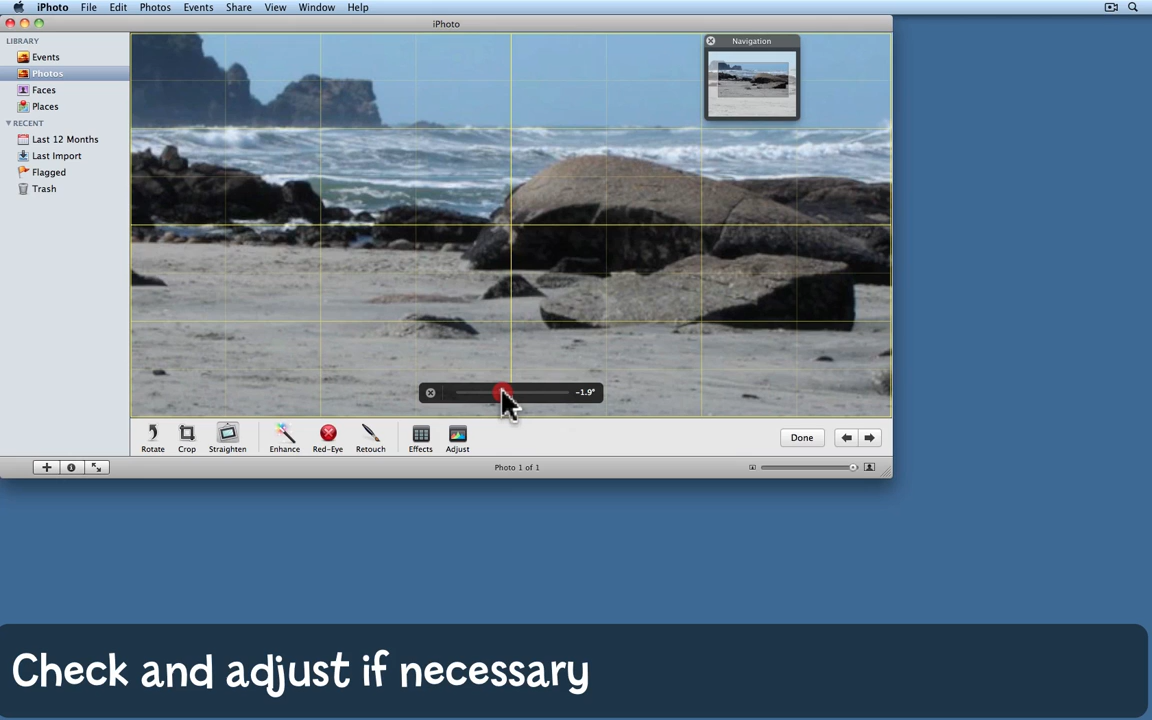 iPhoto File Edit Photos Events Share View Window Help
iPhoto
LIBRARY
Events
Photos
Faces
Places
RECENT
Last 12 Months
Last Import
Flagged
Trash
Navigation
-1.9°
Rotate Crop Straighten Enhance Red-Eye Retouch Effects Adjust Done
Photo 1 of 1
Check and adjust if necessary